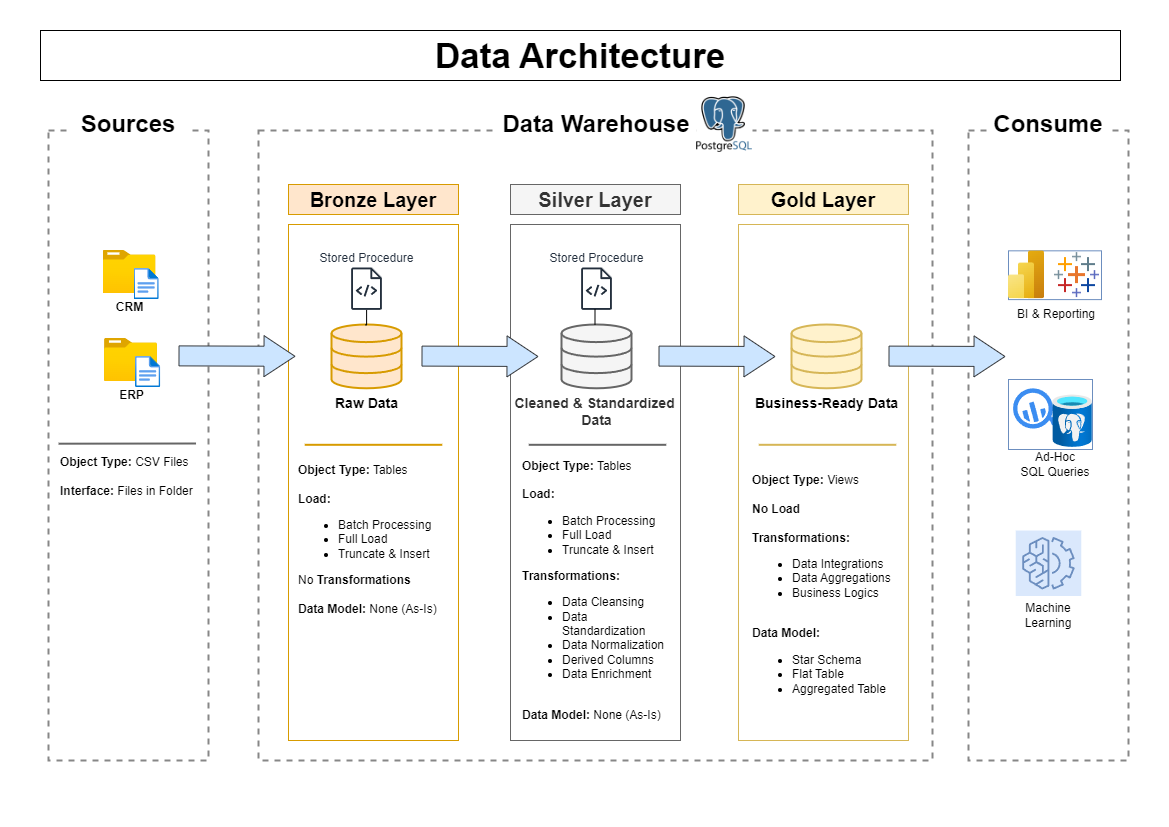 Data Architecture
Sources
CRM
ERP
Object Type: CSV Files
Interface: Files in Folder
Data Warehouse
PostgreSQL
Bronze Layer
Stored Procedure
</>
Raw Data
Object Type: Tables
Load:
• Batch Processing
• Full Load
• Truncate & Insert
No Transformations
Data Model: None (As-Is)
Silver Layer
Stored Procedure
</>
Cleaned & Standardized
Data
Object Type: Tables
Load:
• Batch Processing
• Full Load
• Truncate & Insert
Transformations:
• Data Cleansing
• Data
Standardization
• Data Normalization
• Derived Columns
• Data Enrichment
Data Model: None (As-Is)
Gold Layer
Business-Ready Data
Object Type: Views
No Load
Transformations:
• Data Integrations
• Data Aggregations
• Business Logics
Data Model:
• Star Schema
• Flat Table
• Aggregated Table
Consume
BI & Reporting
Ad-Hoc
SQL Queries
Machine
Learning